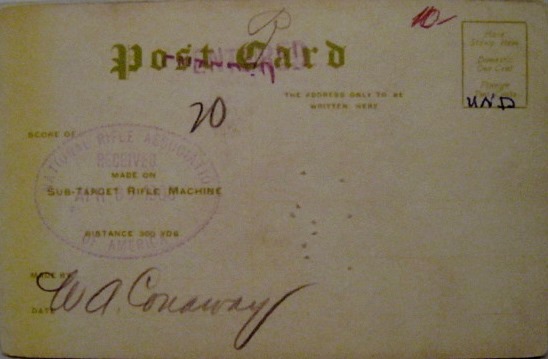 10-
Post Card
Place
Stamp Here
Domestic
One Cent
Foreign
UND
THE ADDRESS ONLY TO BE
WRITTEN HERE
20
SCORE OF
NATIONAL RIFLE ASSOCIATION
RECEIVED
MADE ON
SUB-TARGET RIFLE MACHINE
DISTANCE 300 YDS
OF AMERICA
MADE BY
W A Conaway
DATE